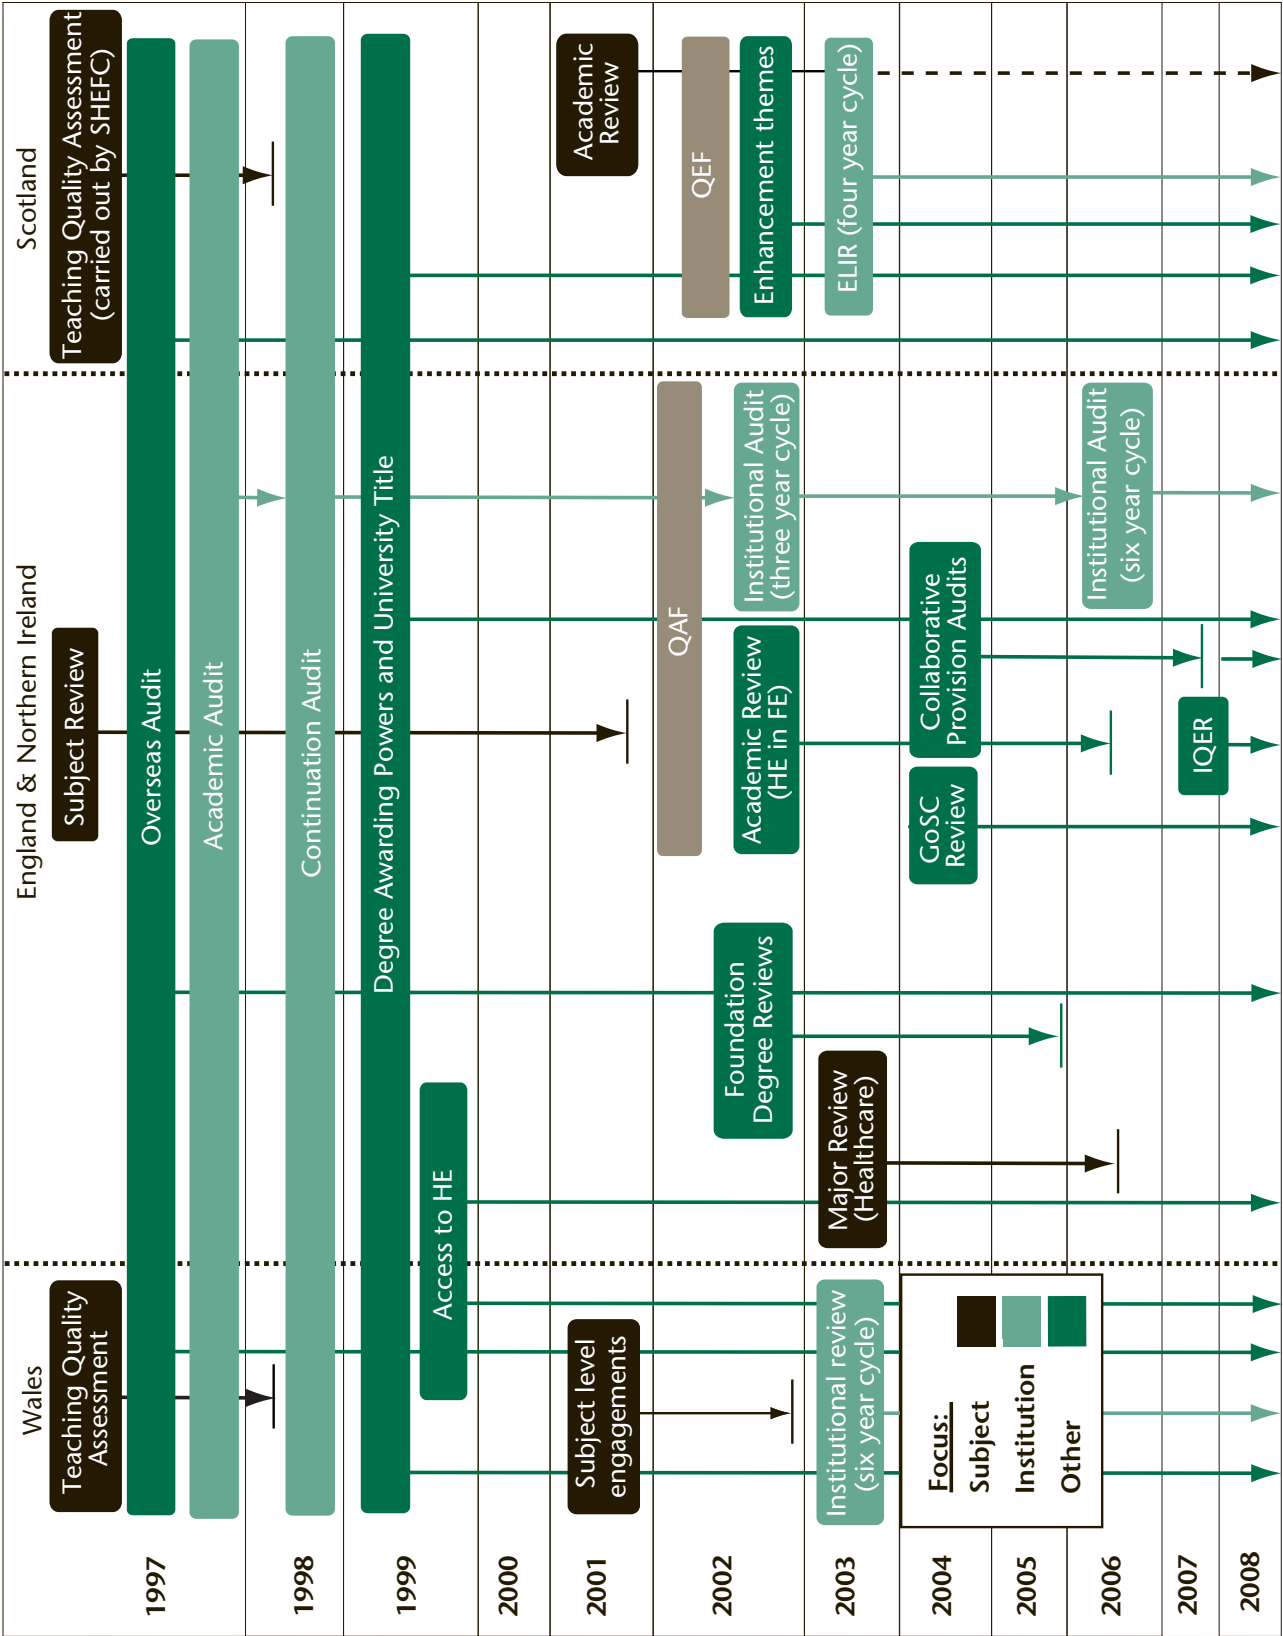 Wales
England & Northern Ireland
Scotland
1997
Teaching Quality
Assessment
Subject Review
Teaching Quality Assessment
(carried out by SHEFC)
Overseas Audit
Academic Audit
1998
Continuation Audit
1999
Degree Awarding Powers and University Title
Access to HE
2000
2001
Subject level
engagements
Academic
Review
2002
QAF
QEF
Foundation
Degree Reviews
Academic Review
(HE in FE)
Institutional Audit
(three year cycle)
Enhancement themes
2003
Institutional review
(six year cycle)
Major Review
(Healthcare)
ELIR (four year cycle)
2004
GoSC
Review
Collaborative
Provision Audits
2005
2006
Institutional Audit
(six year cycle)
2007
IQER
2008
Focus:
Subject
Institution
Other